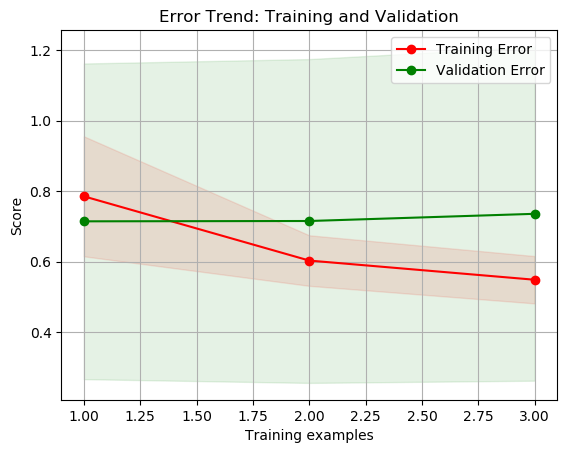 Error Trend: Training and Validation
Training Error
Validation Error
Score
1.2
1.0
0.8
0.6
0.4
1.00 1.25 1.50 1.75 2.00 2.25 2.50 2.75 3.00
Training examples